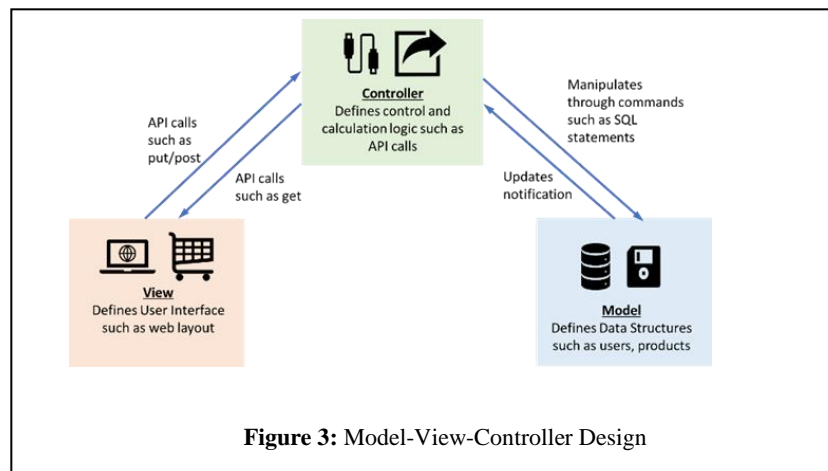 Controller
Defines control and
calculation logic such as
API calls
Manipulates
through commands
such as SQL
statements
API calls
such as
put/post
API calls
such as get
Updates
notification
View
Defines User Interface
such as web layout
Model
Defines Data Structures
such as users, products
Figure 3: Model-View-Controller Design